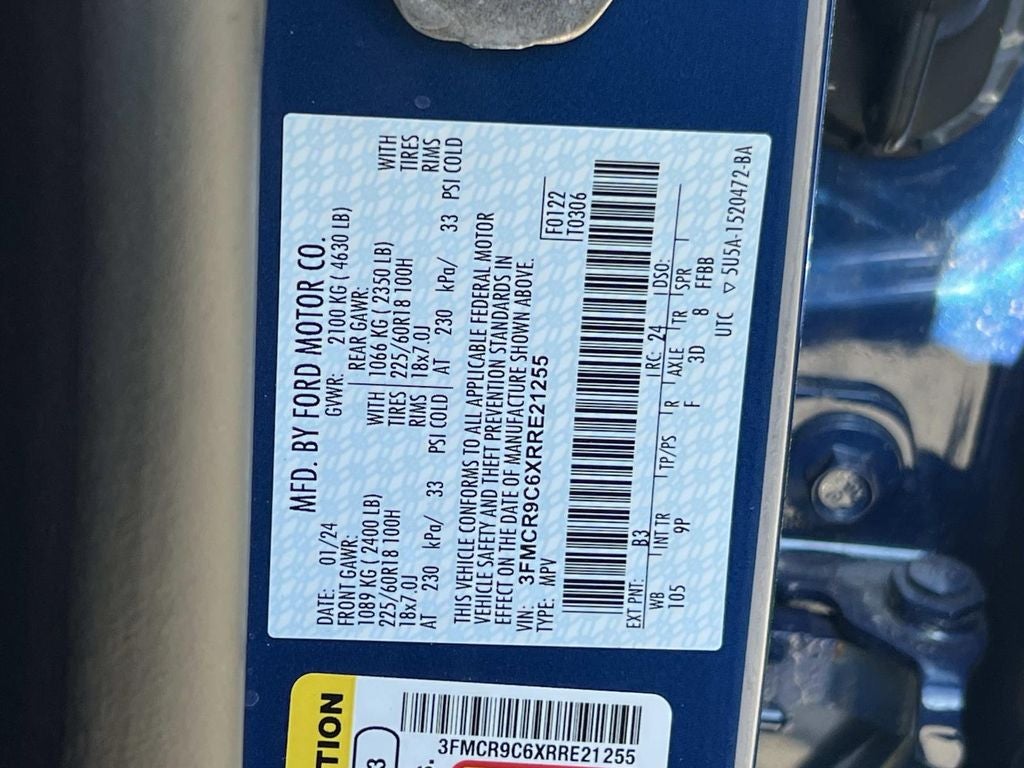 MFD. BY FORD MOTOR CO.
DATE: 01/24 GVWR: 2100 KG ( 4630 LB)
FRONT GAWR: REAR GAWR:
1089 KG ( 2400 LB) WITH 1066 KG ( 2350 LB) WITH
225/60R18 100H TIRES 225/60R18 100H TIRES
18x7.0J RIMS 18x7.0J RIMS
AT 230 kPa/ 33 PSI COLD AT 230 kPa/ 33 PSI COLD
THIS VEHICLE CONFORMS TO ALL APPLICABLE FEDERAL MOTOR
VEHICLE SAFETY AND THEFT PREVENTION STANDARDS IN
EFFECT ON THE DATE OF MANUFACTURE SHOWN ABOVE.
VIN: 3FMCR9C6XRRE21255
TYPE: MPV
F0122
T0306
EXT PNT: B3 RC: 24 DSO:
WB INT TR TP/PS R AXLE TR SPR
105 9P F 3D 8 FFBB
UTC ▽ 5U5A-1520472-BA
TION
3
S.
3FMCR9C6XRRE21255